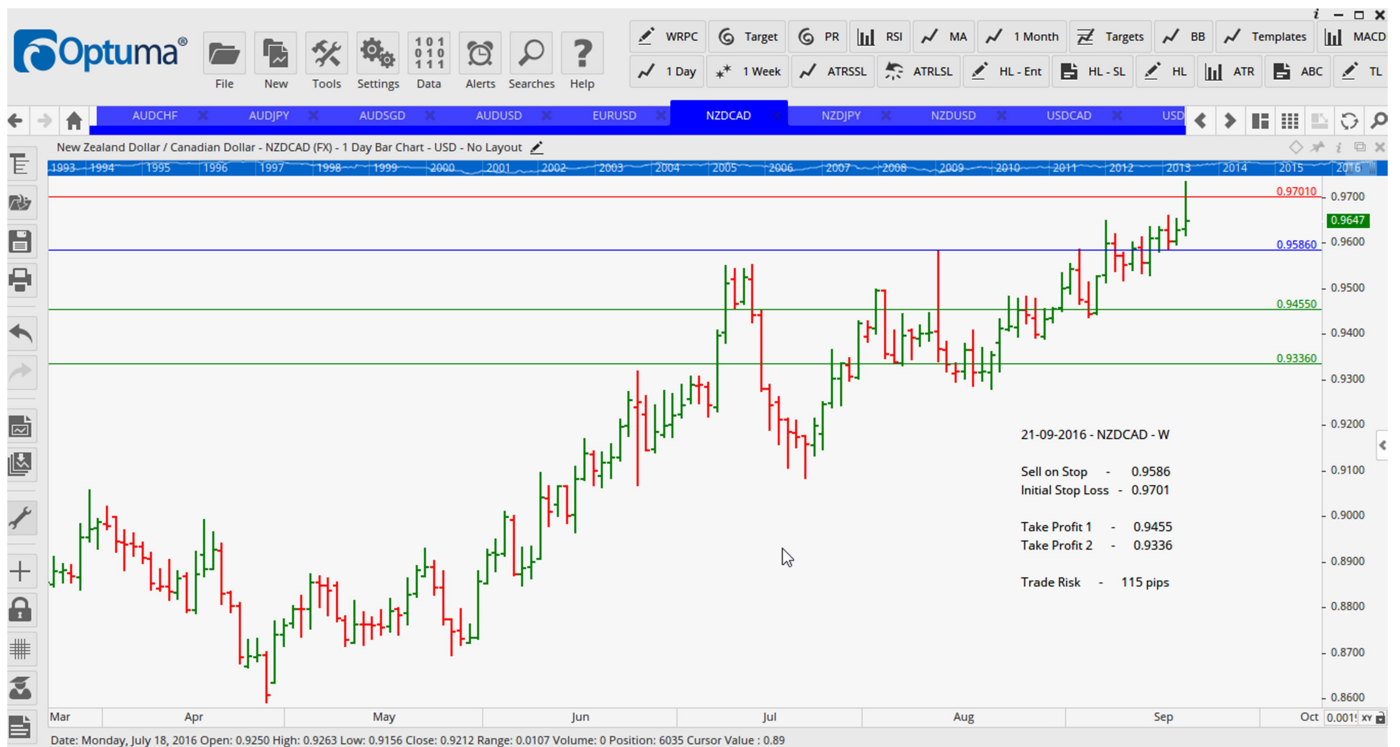 Optuma®
File New Tools Settings Data Alerts Searches Help
WRPC Target PR RSI MA 1 Month Targets BB Templates MACD
1 Day 1 Week ATRSSL ATRLSL HL - Ent HL - SL HL ATR ABC TL
AUDCHF AUDJPY AUDSGD AUDUSD EURUSD NZDCAD NZDJPY NZDUSD USDCAD USD
New Zealand Dollar / Canadian Dollar - NZDCAD (FX) - 1 Day Bar Chart - USD - No Layout
1993 1994 1995 1996 1997 1998 1999 2000 2001 2002 2003 2004 2005 2006 2007 2008 2009 2010 2011 2012 2013 2014 2015 2016
0.97010
0.9700
0.9647
0.9600
0.95860
0.9500
0.94550
0.9400
0.93360
0.9300
0.9200
21-09-2016 - NZDCAD - W
0.9100
Sell on Stop - 0.9586
Initial Stop Loss - 0.9701
0.9000
Take Profit 1 - 0.9455
Take Profit 2 - 0.9336
0.8900
Trade Risk - 115 pips
0.8800
0.8700
0.8600
Mar Apr May Jun Jul Aug Sep Oct XY
Date: Monday, July 18, 2016 Open: 0.9250 High: 0.9263 Low: 0.9156 Close: 0.9212 Range: 0.0107 Volume: 0 Position: 6035 Cursor Value : 0.89